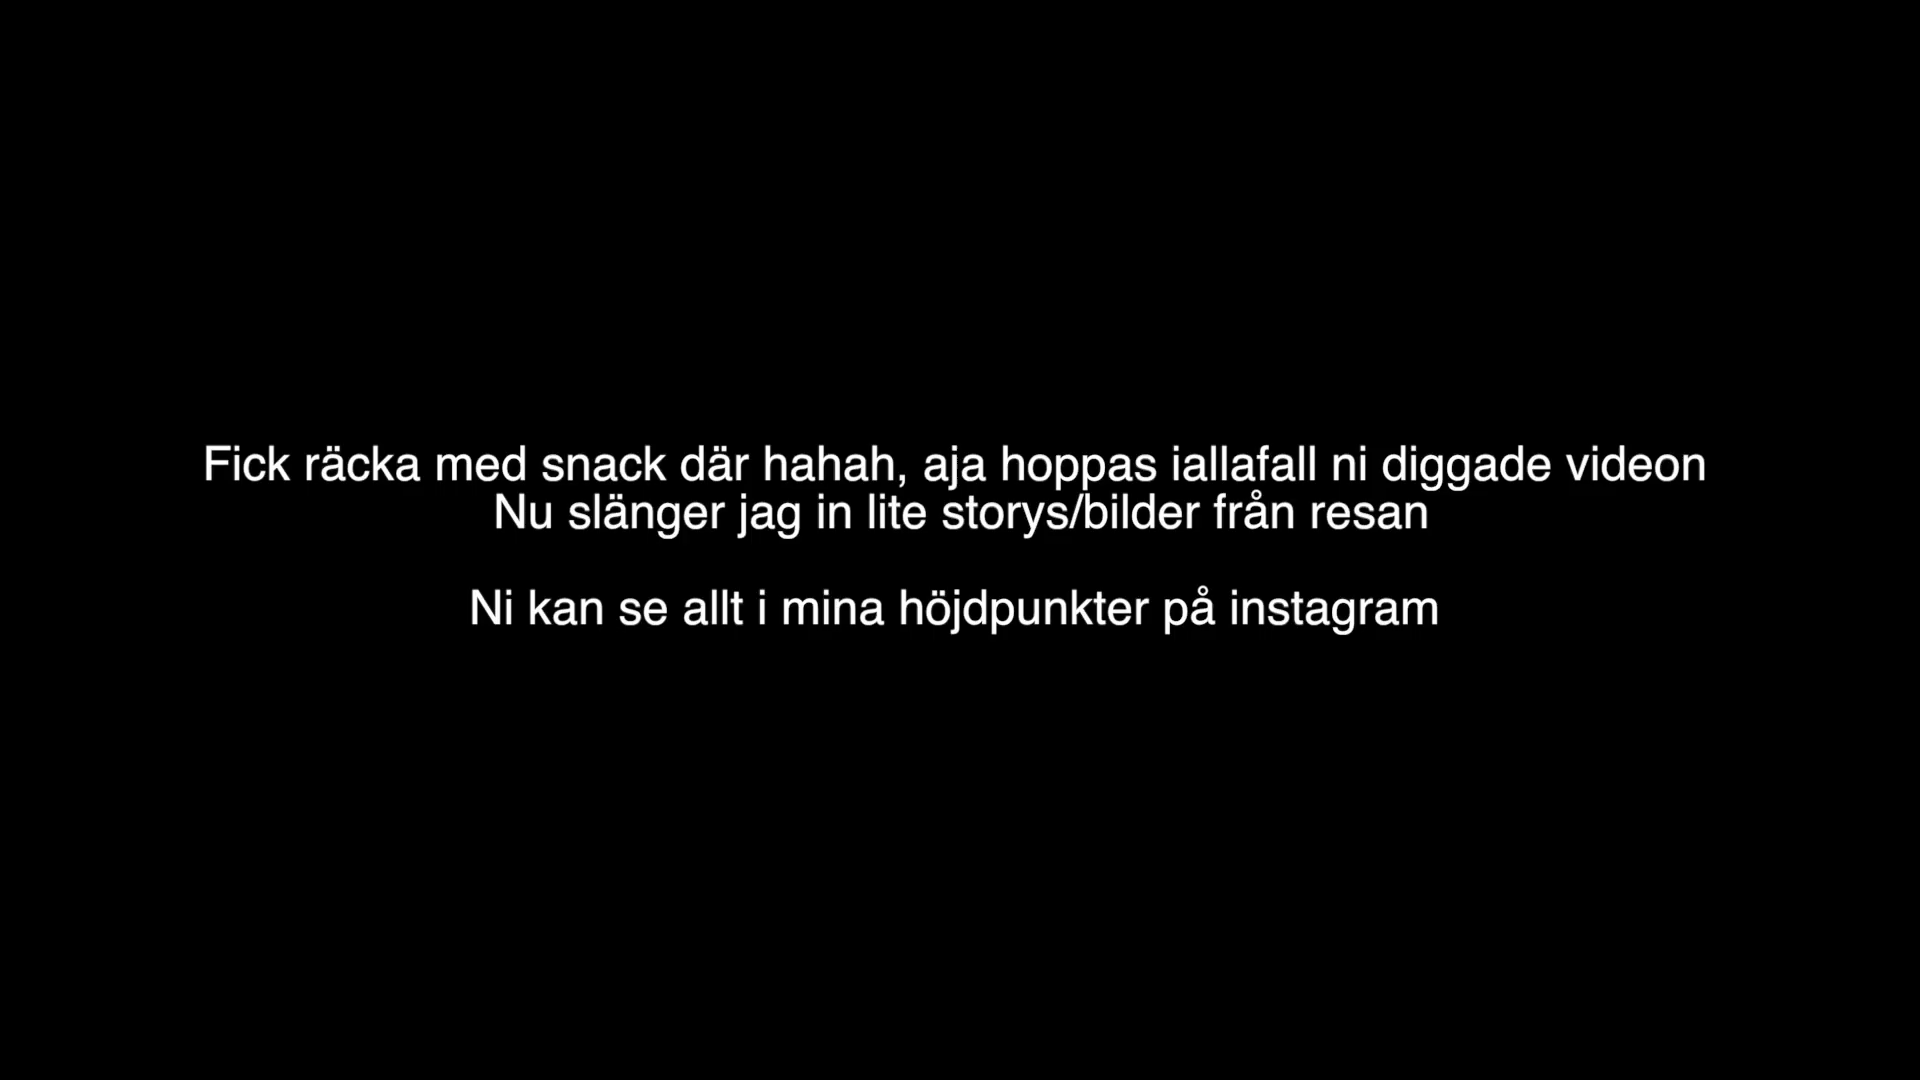 Fick räcka med snack där hahah, aja hoppas iallafall ni diggade videon
Nu slänger jag in lite storys/bilder från resan
Ni kan se allt i mina höjdpunkter på instagram